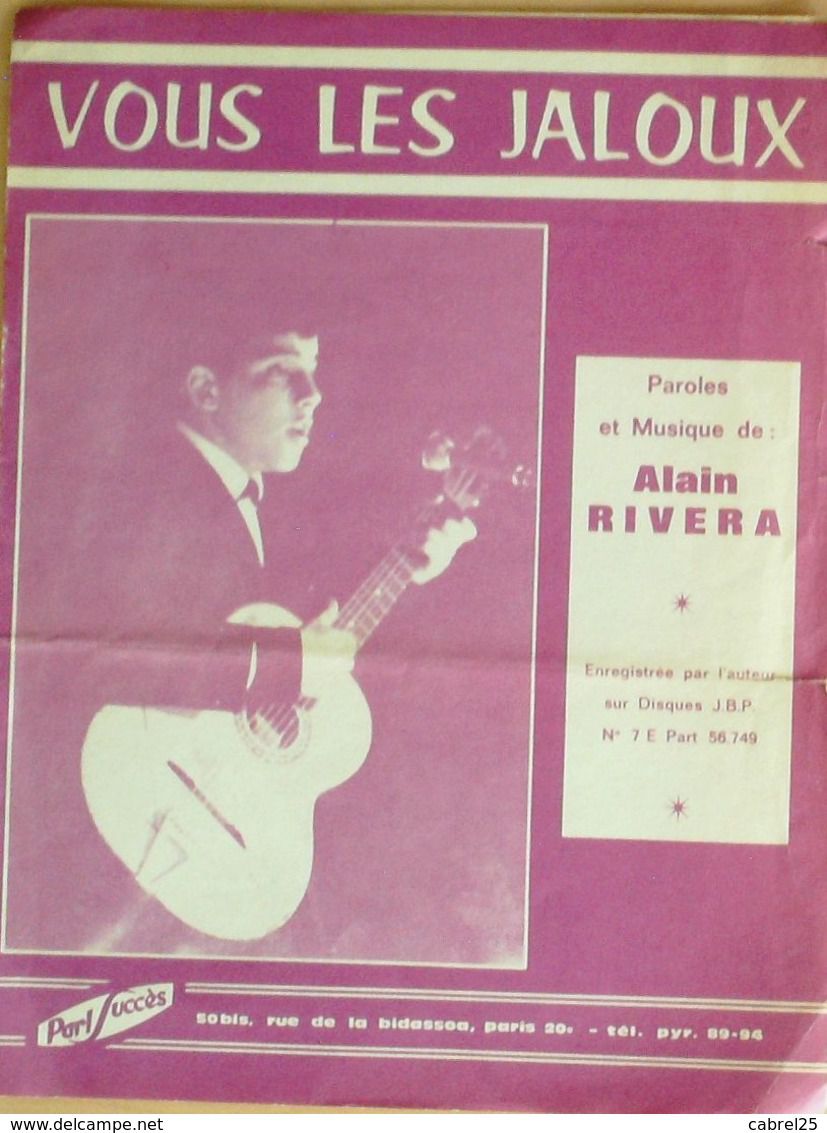 VOUS LES JALOUX
Paroles
et Musique de :
Alain
RIVERA
Enregistrée par l'auteur
sur Disques J.B.P.
N° 7 E Part 56.749
Parl Succès
50bis, rue de la bidassoa, paris 20e - tél. pyr. 89-94
www.delcampe.net
cabrel25